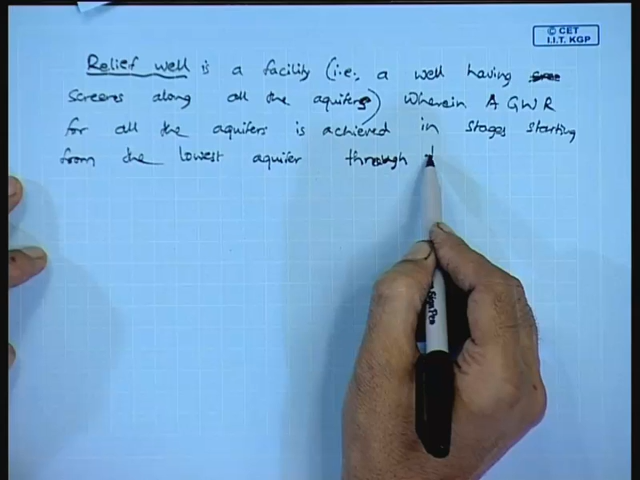 © CET
I.I.T. KGP
Relief well is a facility (i.e., a well having
screens along all the aquifers) wherein AGWR
for all the aquifers is achieved in stages starting
from the lowest aquifer through